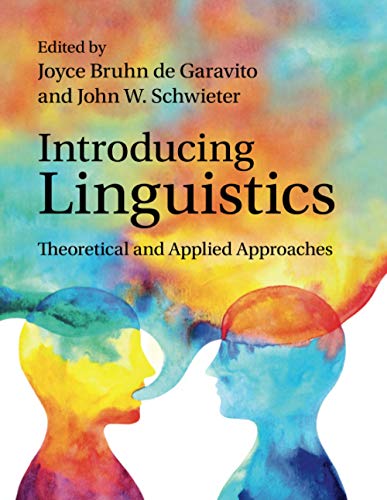 Edited by
Joyce Bruhn de Garavito
and John W. Schwieter
Introducing
Linguistics
Theoretical and Applied Approaches